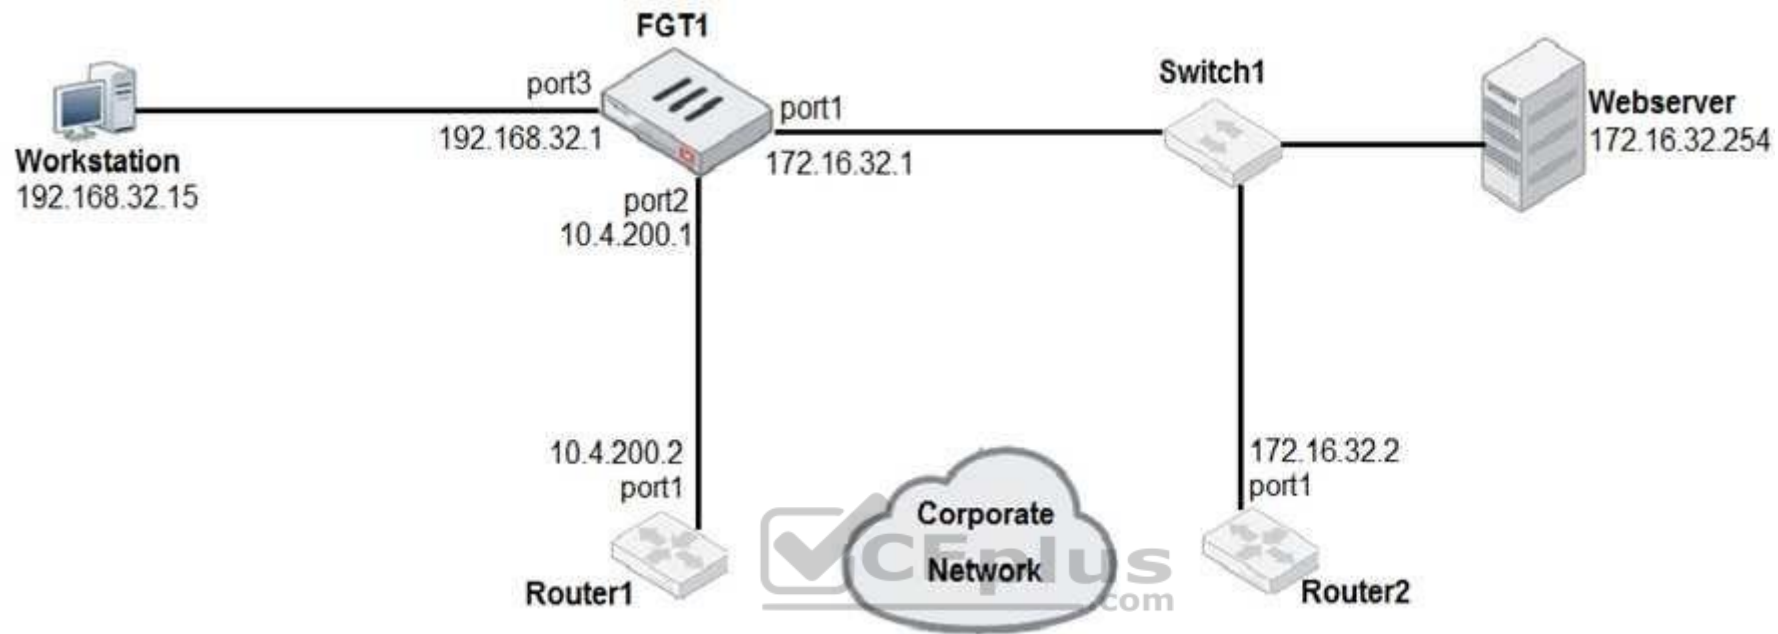 FGT1
port3
192.168.32.1
port1
172.16.32.1
Switch1
Webserver
172.16.32.254
Workstation
192.168.32.15
port2
10.4.200.1
10.4.200.2
port1
Router1
Corporate
Network
172.16.32.2
port1
Router2
VCEplus
.com